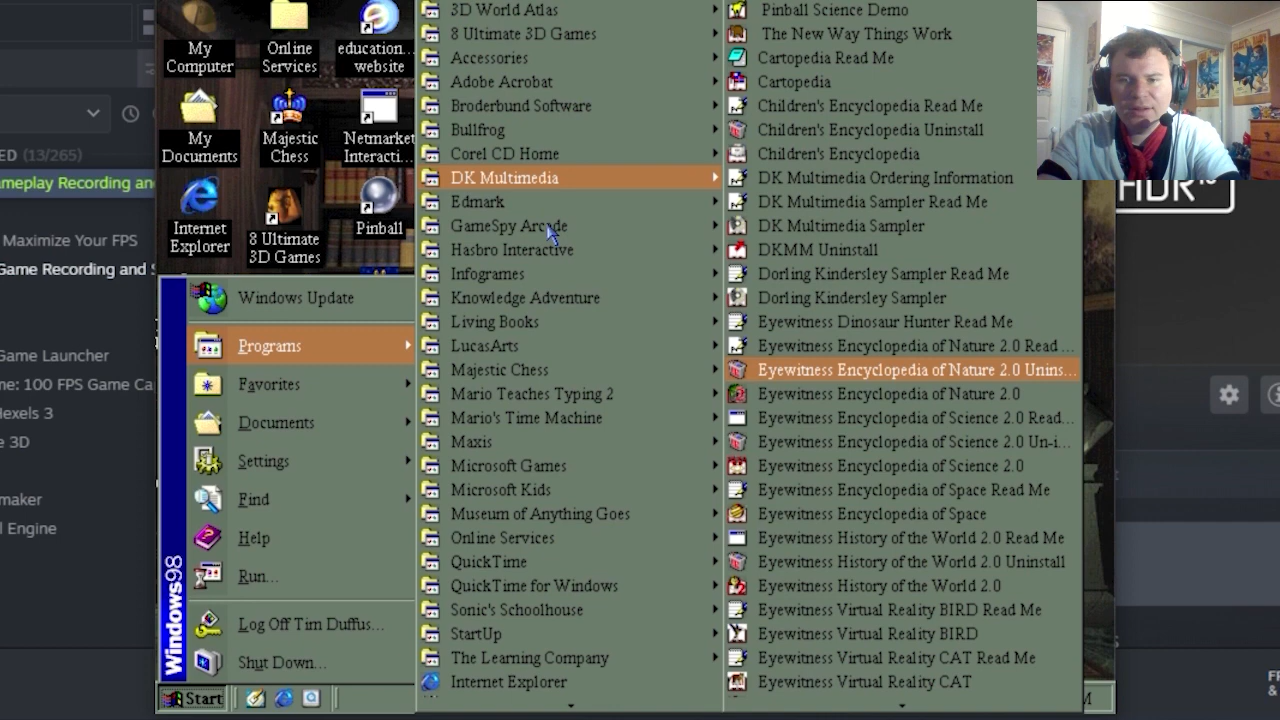 ED (13/265)
ameplay Recording an
Maximize Your FPS
Game Recording and S
Game Launcher
me: 100 FPS Game Ca
Hexels 3
e 3D
maker
l Engine
My
Computer
Online
Services
education...
website
My
Documents
Majestic
Chess
Netmarket
Interacti...
Internet
Explorer
8 Ultimate
3D Games
Pinball
Windows98
Windows Update
Programs
Favorites
Documents
Settings
Find
Help
Run...
Log Off Tim Duffus...
Shut Down...
Start
3D World Atlas
8 Ultimate 3D Games
Accessories
Adobe Acrobat
Broderbund Software
Bullfrog
Corel CD Home
DK Multimedia
Edmark
GameSpy Arcade
Hasbro Interactive
Infogrames
Knowledge Adventure
Living Books
LucasArts
Majestic Chess
Mario Teaches Typing 2
Mario's Time Machine
Maxis
Microsoft Games
Microsoft Kids
Museum of Anything Goes
Online Services
QuickTime
QuickTime for Windows
Sonic's Schoolhouse
StartUp
The Learning Company
Internet Explorer
Pinball Science Demo
The New Way Things Work
Cartopedia Read Me
Cartopedia
Children's Encyclopedia Read Me
Children's Encyclopedia Uninstall
Children's Encyclopedia
DK Multimedia Ordering Information
DK Multimedia Sampler Read Me
DK Multimedia Sampler
DKMM Uninstall
Dorling Kindersley Sampler Read Me
Dorling Kindersley Sampler
Eyewitness Dinosaur Hunter Read Me
Eyewitness Encyclopedia of Nature 2.0 Read ...
Eyewitness Encyclopedia of Nature 2.0 Unins...
Eyewitness Encyclopedia of Nature 2.0
Eyewitness Encyclopedia of Science 2.0 Read...
Eyewitness Encyclopedia of Science 2.0 Un-i...
Eyewitness Encyclopedia of Science 2.0
Eyewitness Encyclopedia of Space Read Me
Eyewitness Encyclopedia of Space
Eyewitness History of the World 2.0 Read Me
Eyewitness History of the World 2.0 Uninstall
Eyewitness History of the World 2.0
Eyewitness Virtual Reality BIRD Read Me
Eyewitness Virtual Reality BIRD
Eyewitness Virtual Reality CAT Read Me
Eyewitness Virtual Reality CAT
HDR10
M
FR
&